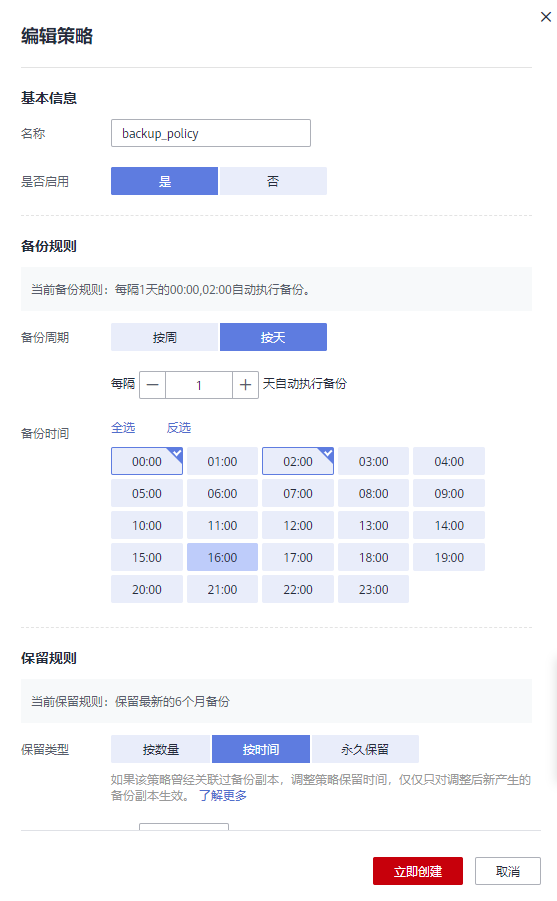 编辑策略
基本信息
名称
backup_policy
是否启用
是 否
备份规则
当前备份规则：每隔1天的00:00,02:00自动执行备份。
备份周期
按周 按天
每隔 1 天自动执行备份
备份时间
全选 反选
00:00 01:00 02:00 03:00 04:00
05:00 06:00 07:00 08:00 09:00
10:00 11:00 12:00 13:00 14:00
15:00 16:00 17:00 18:00 19:00
20:00 21:00 22:00 23:00
保留规则
当前保留规则：保留最新的6个月备份
保留类型
按数量 按时间 永久保留
如果该策略曾经关联过备份副本，调整策略保留时间，仅仅只对调整后新产生的
备份副本生效。 了解更多
立即创建 取消